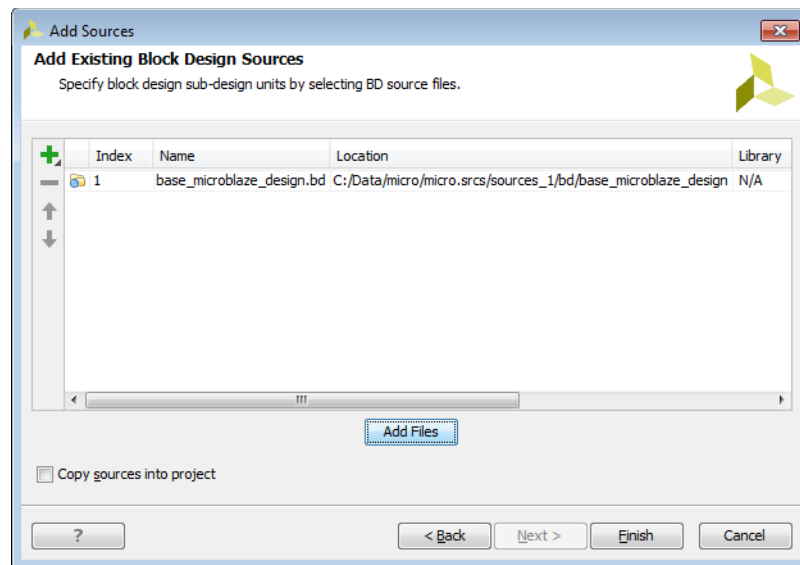 Add Sources
Add Existing Block Design Sources
Specify block design sub-design units by selecting BD source files.
Index Name Location Library
1 base_microblaze_design.bd C:/Data/micro/micro.srcs/sources_1/bd/base_microblaze_design N/A
Add Files
Copy sources into project
? < Back Next > Finish Cancel